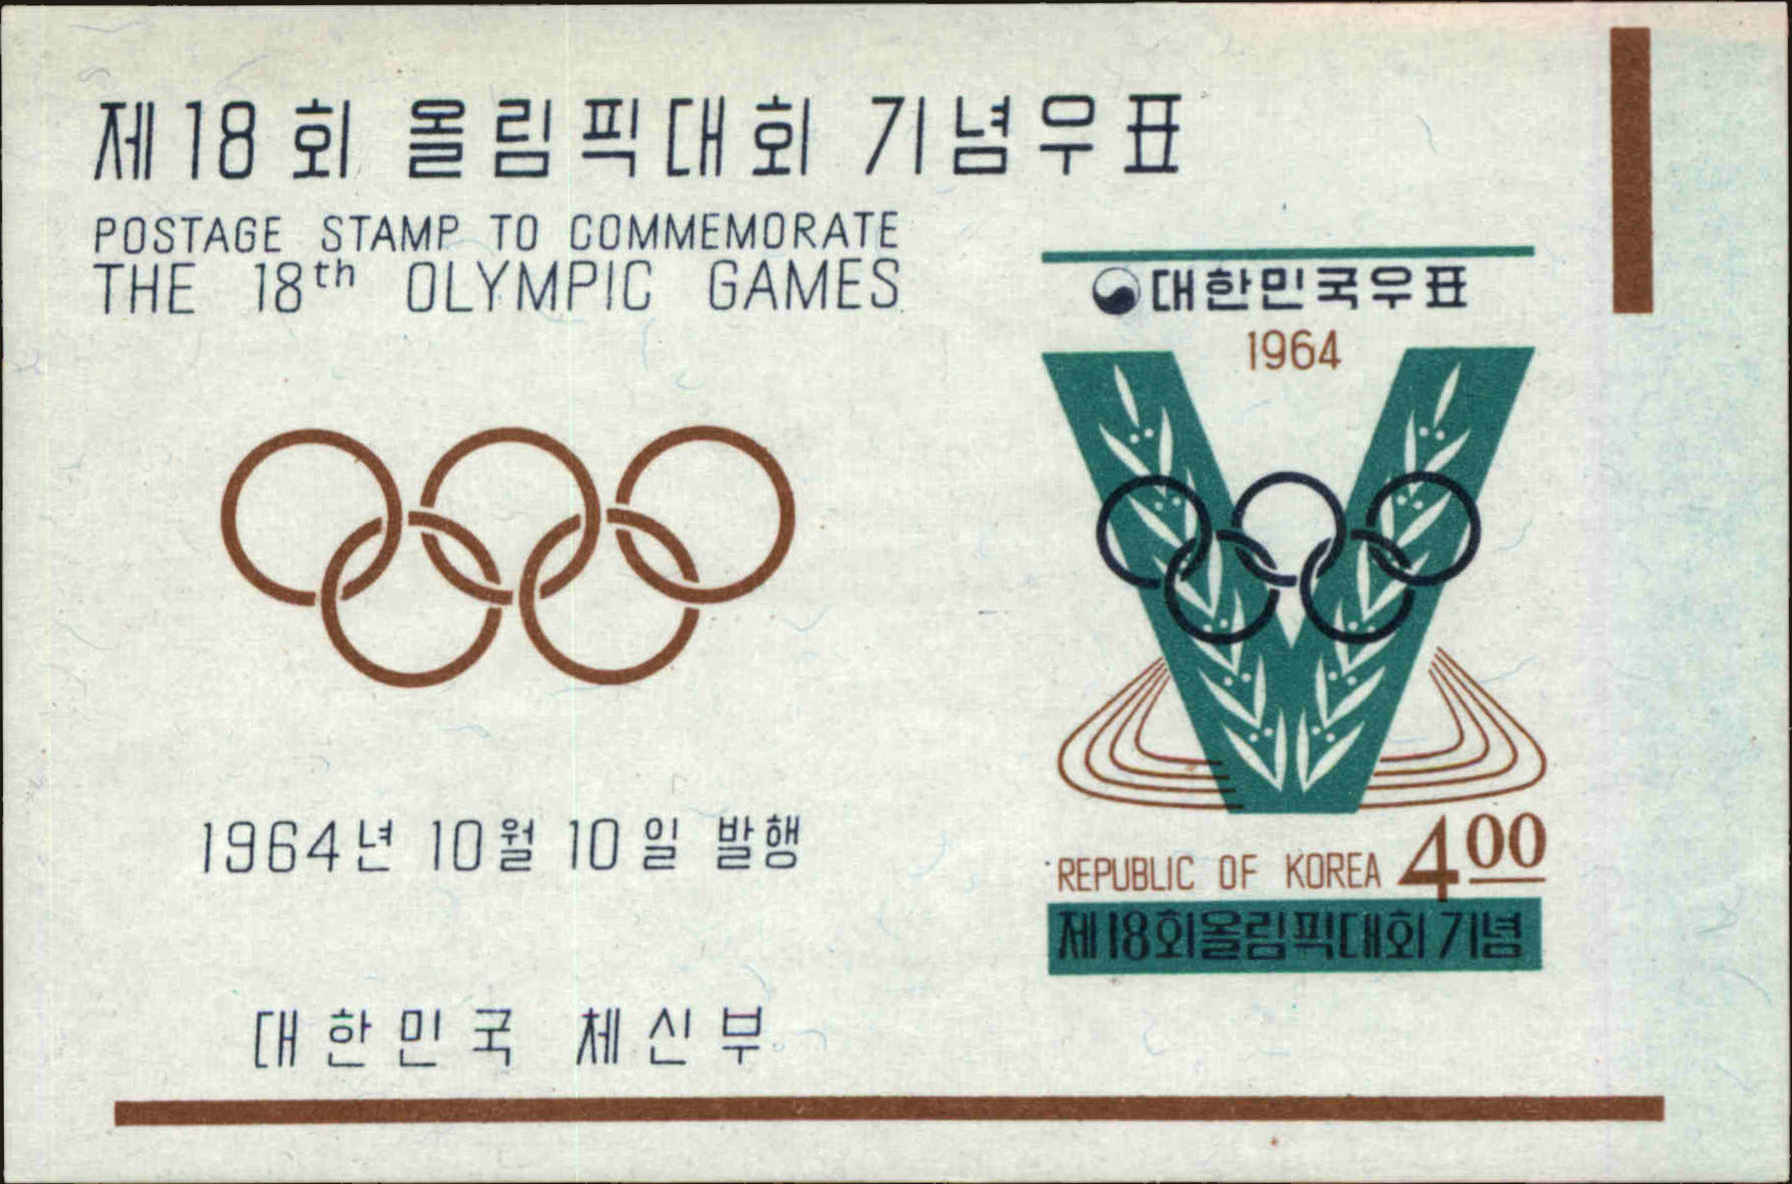 제18회 올림픽대회 기념우표
POSTAGE STAMP TO COMMEMORATE
THE 18th OLYMPIC GAMES
1964년 10월 10일 발행
대한민국 체신부
대한민국우표
1964
REPUBLIC OF KOREA 400
제18회올림픽대회기념